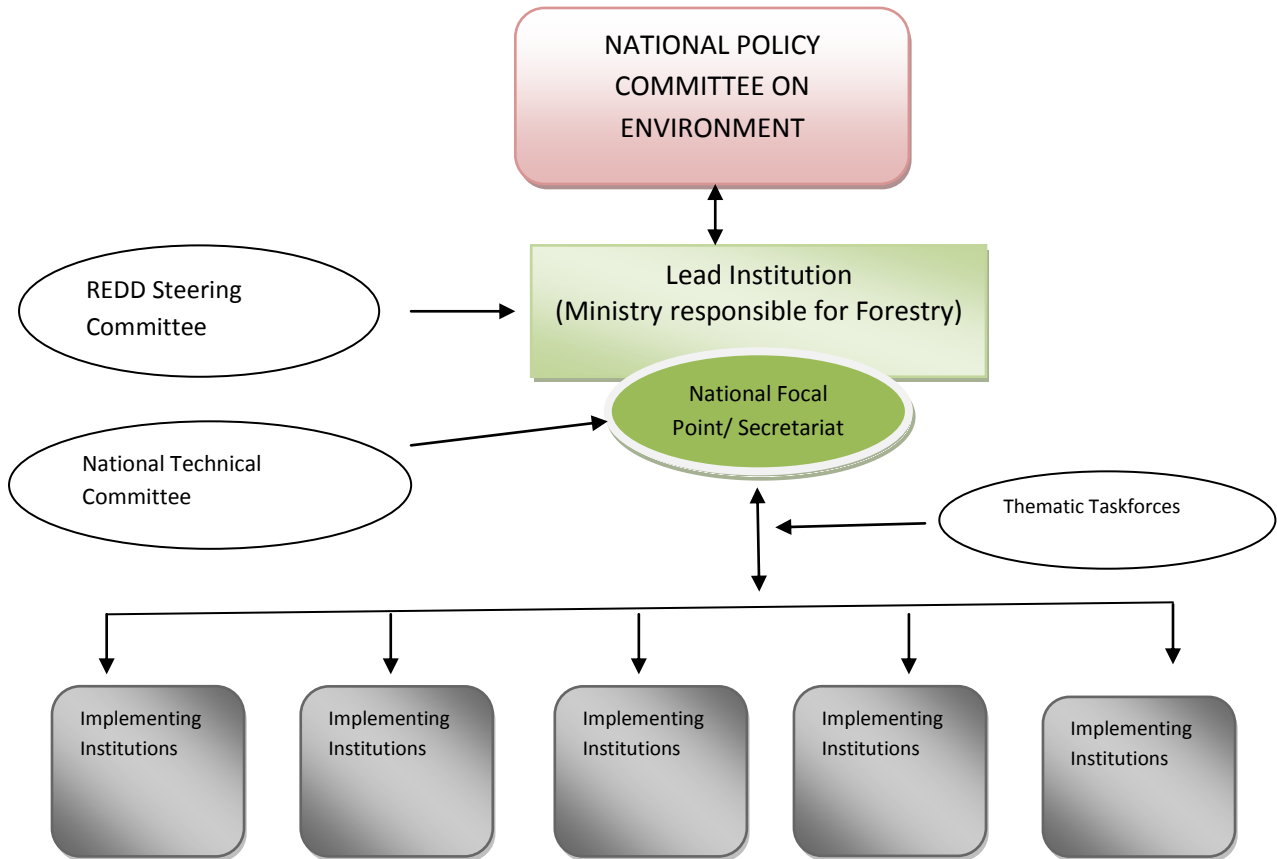 NATIONAL POLICY
COMMITTEE ON
ENVIRONMENT
Lead Institution
(Ministry responsible for Forestry)
REDD Steering
Committee
National Focal
Point/ Secretariat
National Technical
Committee
Thematic Taskforces
Implementing
Institutions
Implementing
Institutions
Implementing
Institutions
Implementing
Institutions
Implementing
Institutions